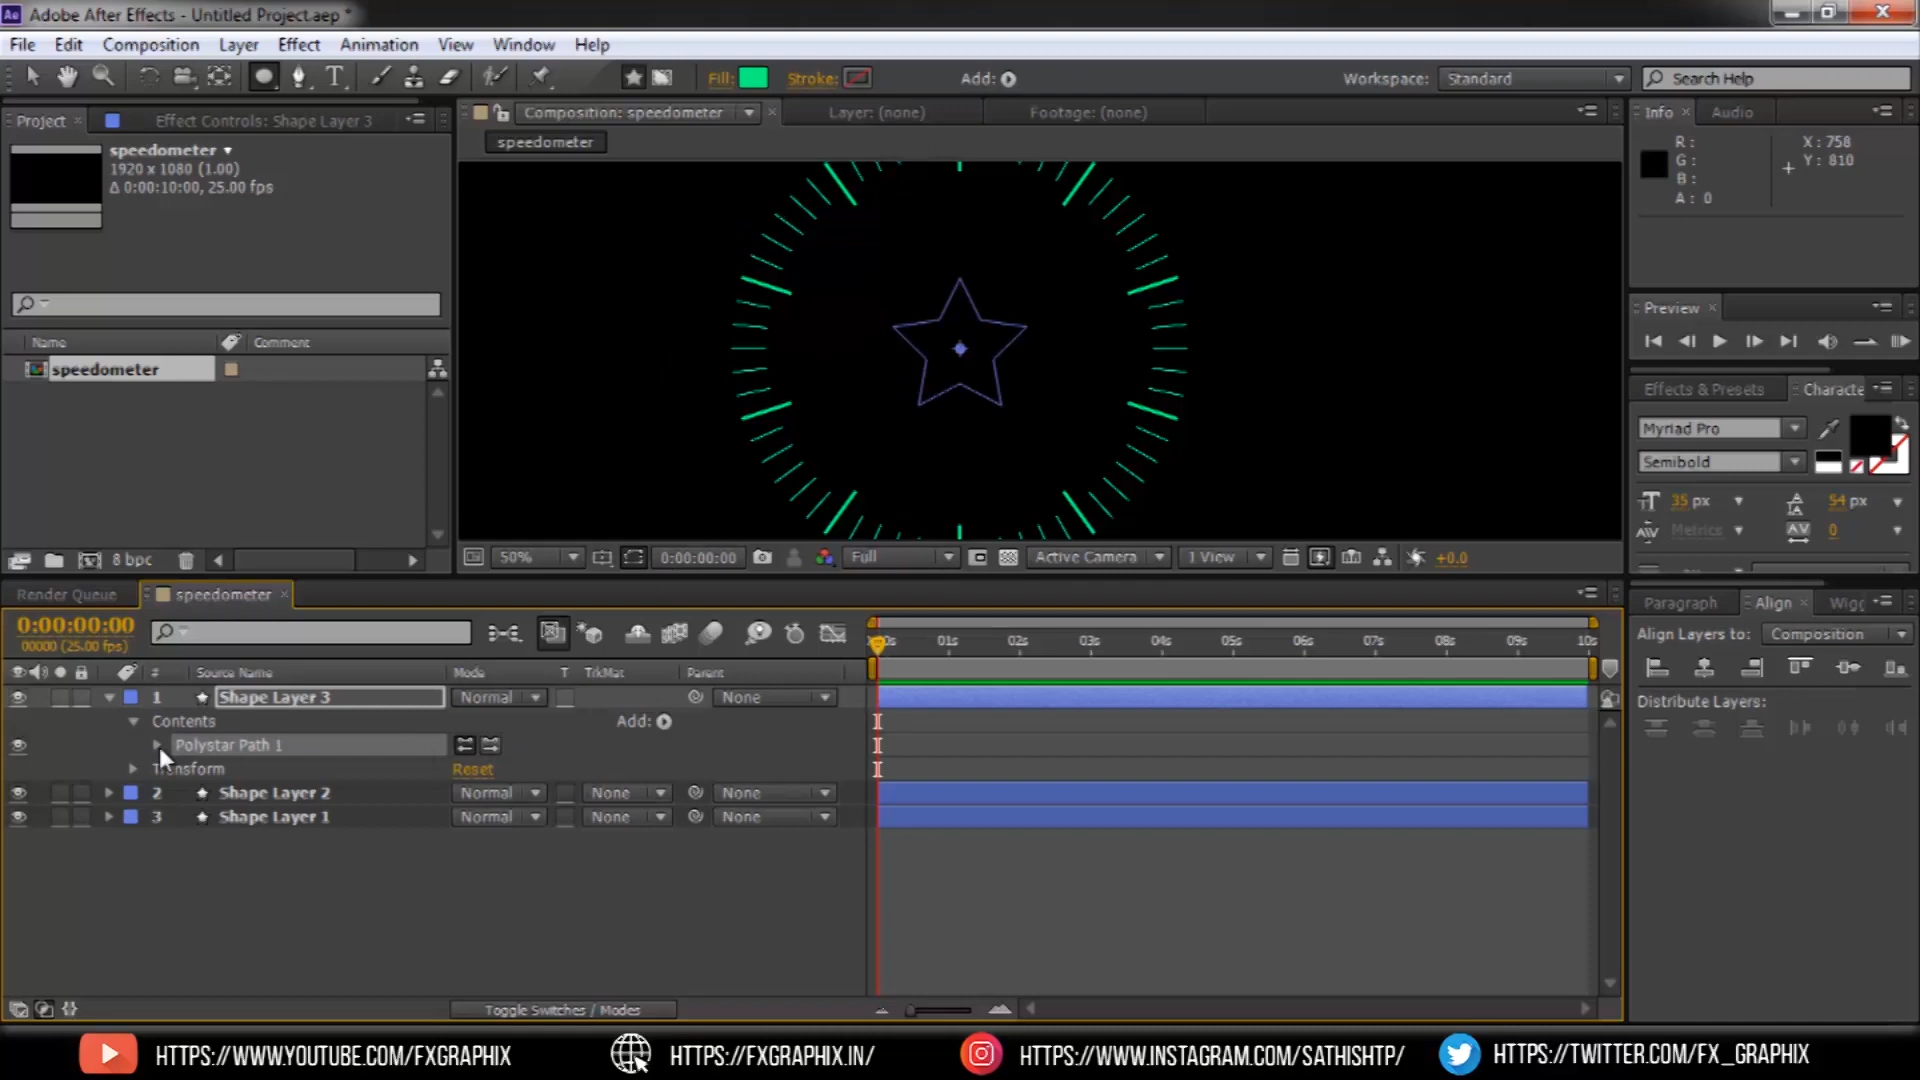 Ae Adobe After Effects - Untitled Project.aep *
File Edit Composition Layer Effect Animation View Window Help
Fill: Stroke: Add: Workspace: Standard Search Help
Project × Effect Controls: Shape Layer 3
speedometer
1920 x 1080 (1.00)
Δ 0:00:10:00, 25.00 fps
Name Comment
speedometer
8 bpc
Composition: speedometer × Layer: (none) Footage: (none)
speedometer
50% 0:00:00:00 Full Active Camera 1 View +0.0
Info × Audio
R: X: 758
G: Y: 810
B:
A: 0
Preview ×
Effects & Presets Characte
Myriad Pro
Semibold
35 px 54 px
Metrics 0
Paragraph Align × Wigg
Align Layers to: Composition
Distribute Layers:
Render Queue speedometer ×
0:00:00:00
00000 (25.00 fps)
# Source Name Mode T TrkMat Parent
00s 01s 02s 03s 04s 05s 06s 07s 08s 09s 10s
1 Shape Layer 3 Normal None
Contents Add:
Polystar Path 1
Transform Reset
2 Shape Layer 2 Normal None None
3 Shape Layer 1 Normal None None
Toggle Switches / Modes
HTTPS://WWW.YOUTUBE.COM/FXGRAPHIX HTTPS://FXGRAPHIX.IN/ HTTPS://WWW.INSTAGRAM.COM/SATHISHTP/ HTTPS://TWITTER.COM/FX_GRAPHIX